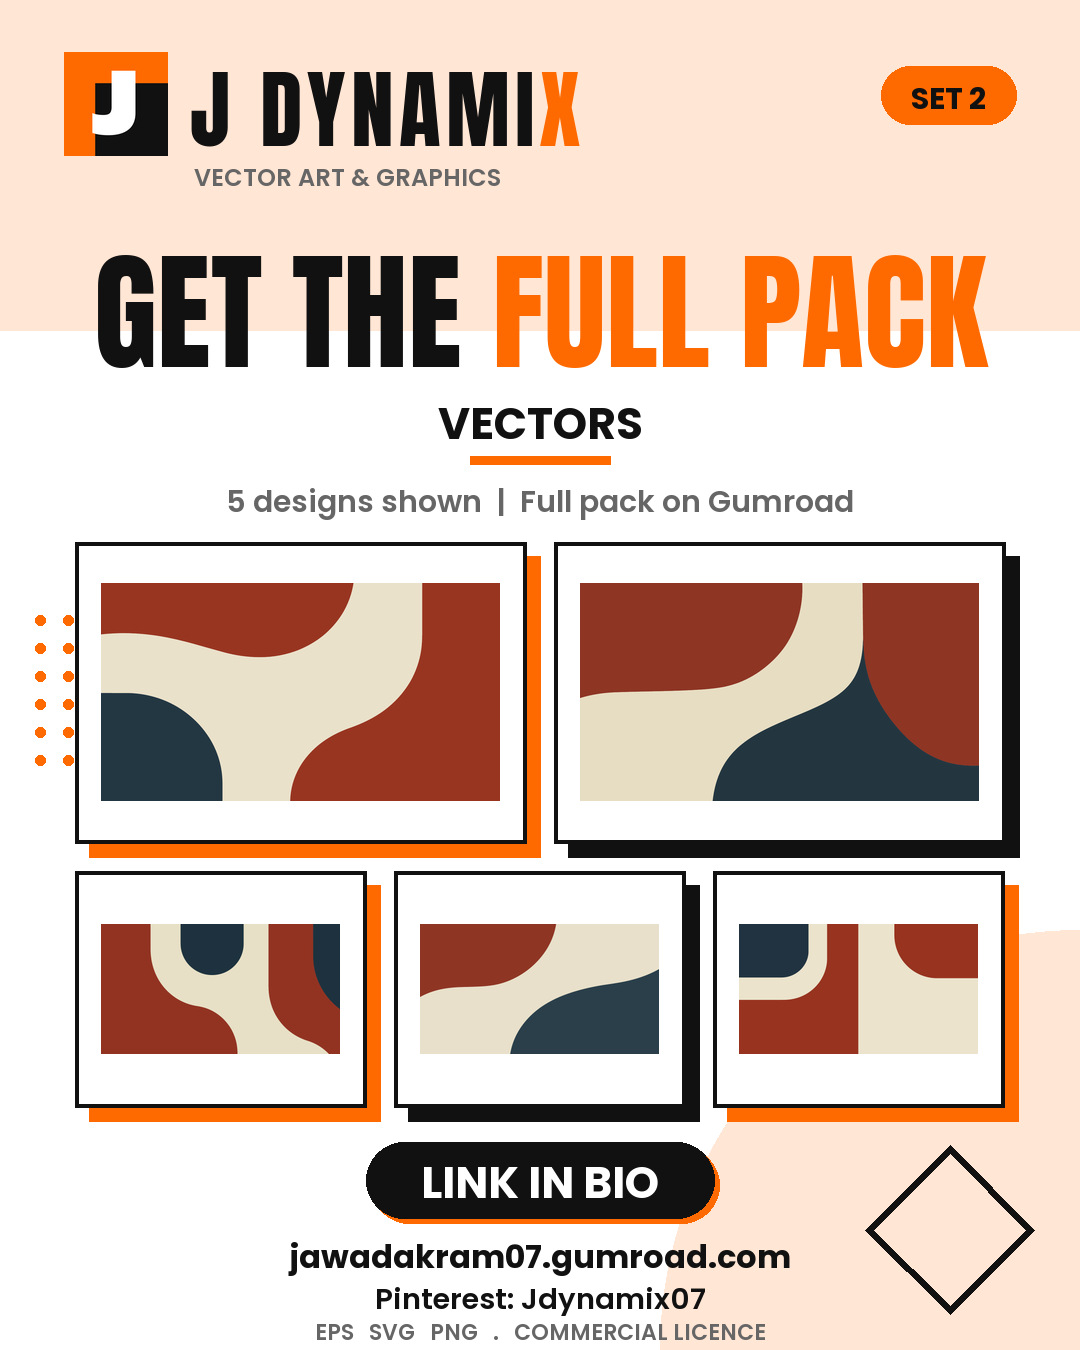 J
J DYNAMIX
VECTOR ART & GRAPHICS
SET 2
GET THE FULL PACK
VECTORS
5 designs shown | Full pack on Gumroad
LINK IN BIO
jawadakram07.gumroad.com
Pinterest: Jdynamix07
EPS SVG PNG . COMMERCIAL LICENCE